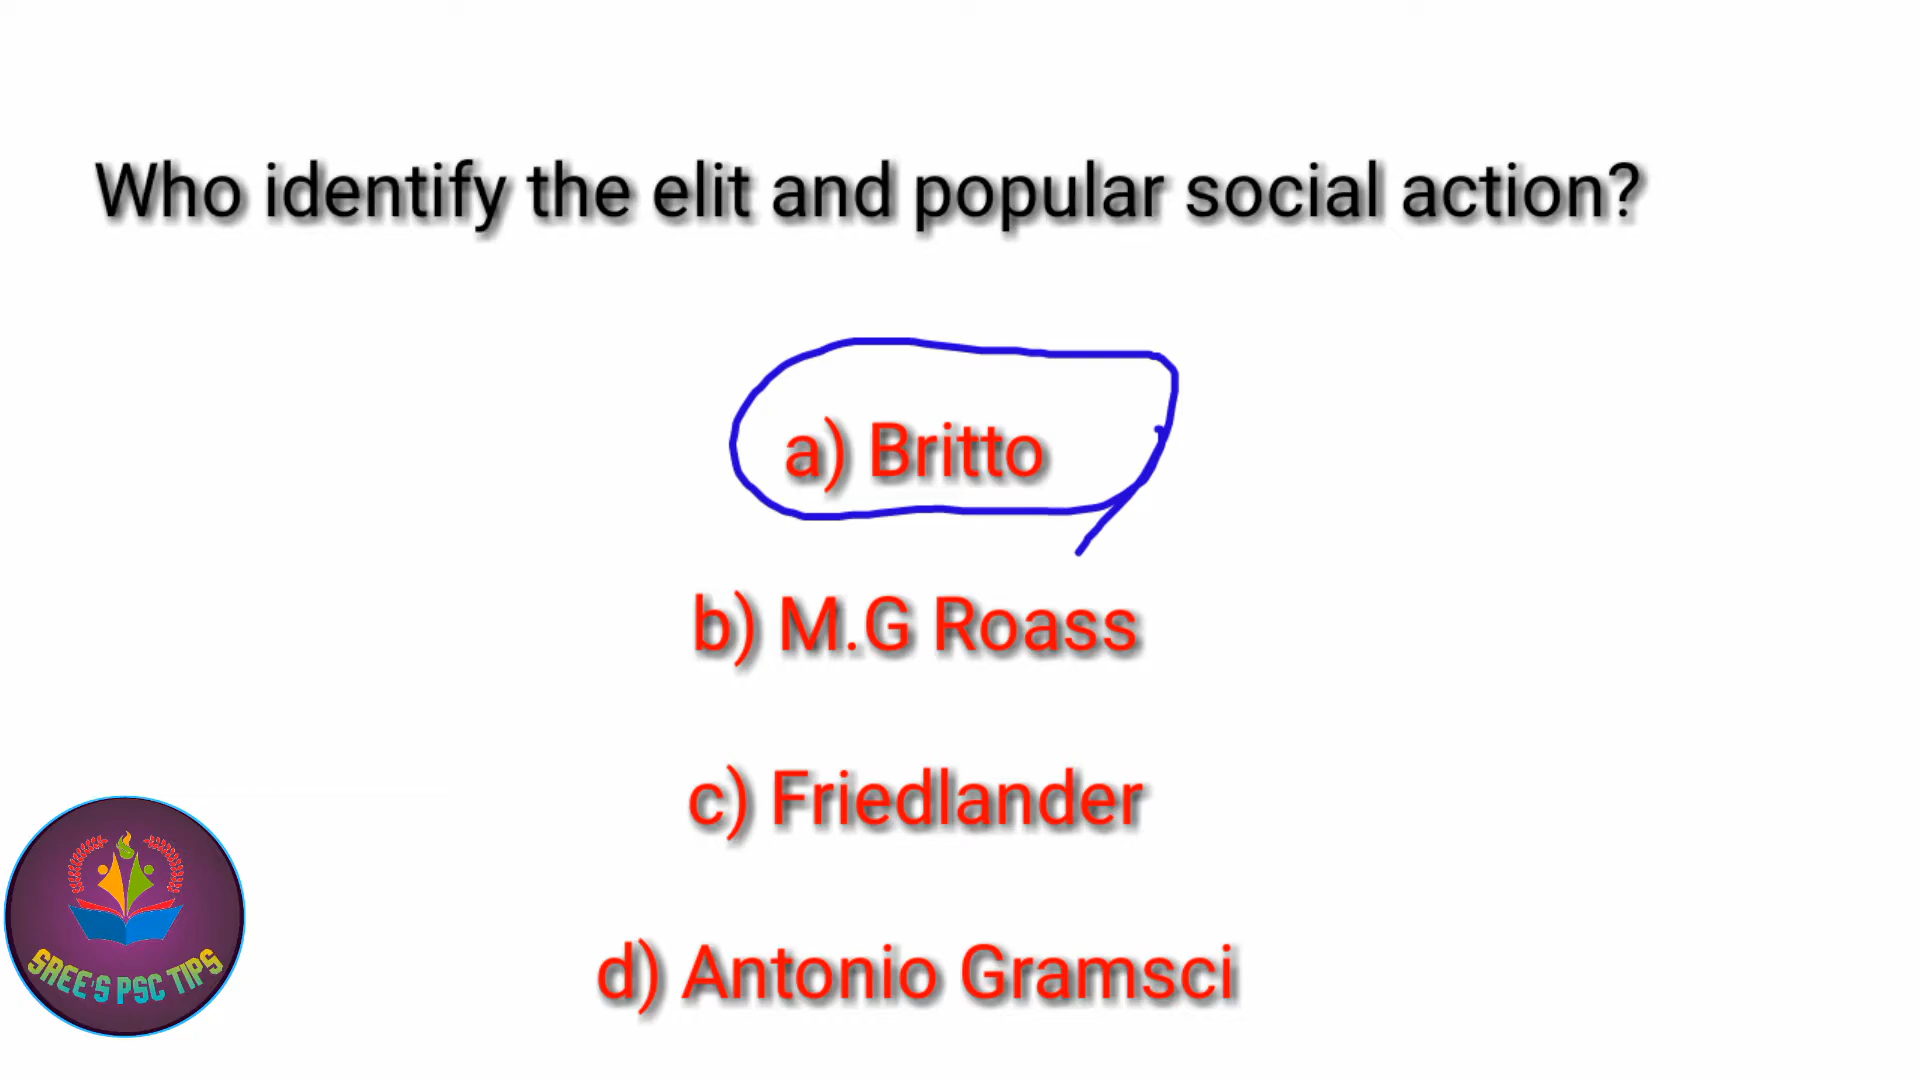 Who identify the elit and popular social action?
a) Britto
b) M.G Roass
c) Friedlander
d) Antonio Gramsci
SREE'S PSC TIPS